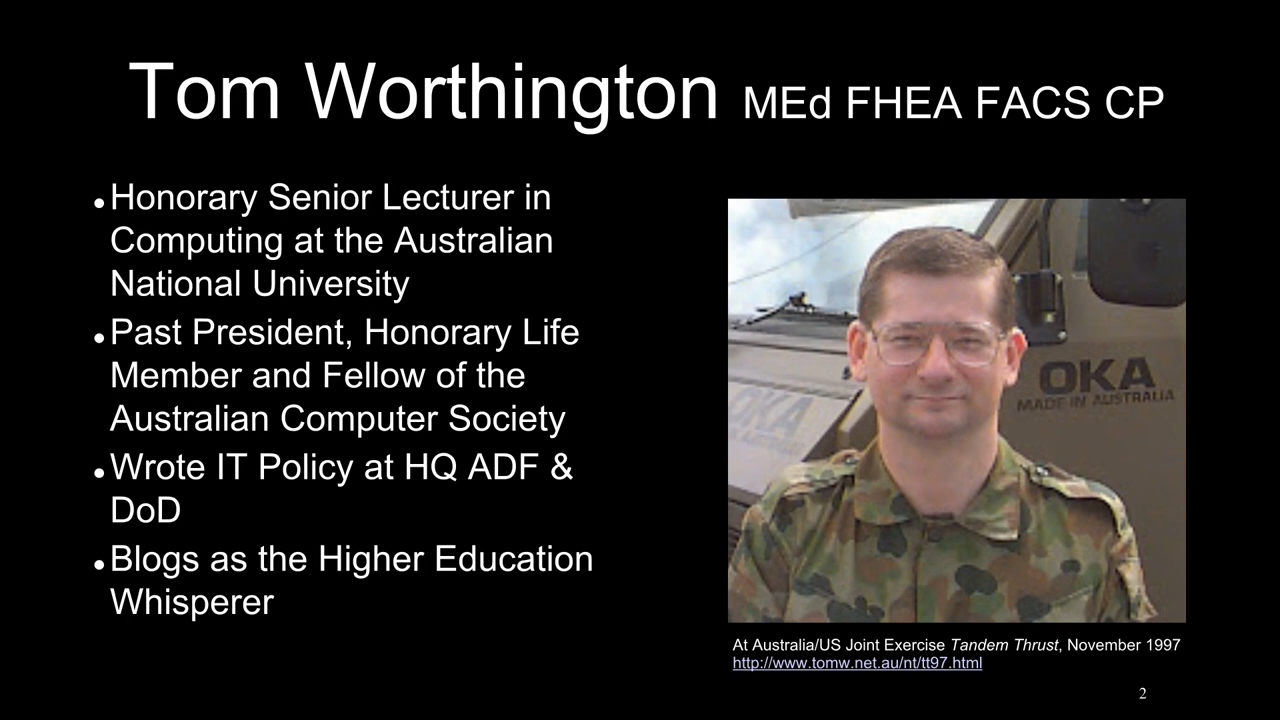 Tom Worthington MEd FHEA FACS CP
Honorary Senior Lecturer in
Computing at the Australian
National University
Past President, Honorary Life
Member and Fellow of the
Australian Computer Society
Wrote IT Policy at HQ ADF &
DoD
Blogs as the Higher Education
Whisperer
OKA
MADE IN AUSTRALIA
OKA
At Australia/US Joint Exercise Tandem Thrust, November 1997
http://www.tomw.net.au/nt/tt97.html
2